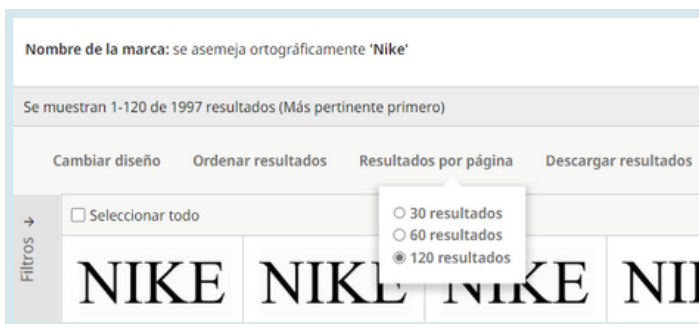 Nombre de la marca: se asemeja ortográficamente 'Nike'
Se muestran 1-120 de 1997 resultados (Más pertinente primero)
Cambiar diseño Ordenar resultados Resultados por página Descargar resultados
Filtros →
Seleccionar todo
30 resultados
60 resultados
120 resultados
NIKE NIKE NIKE